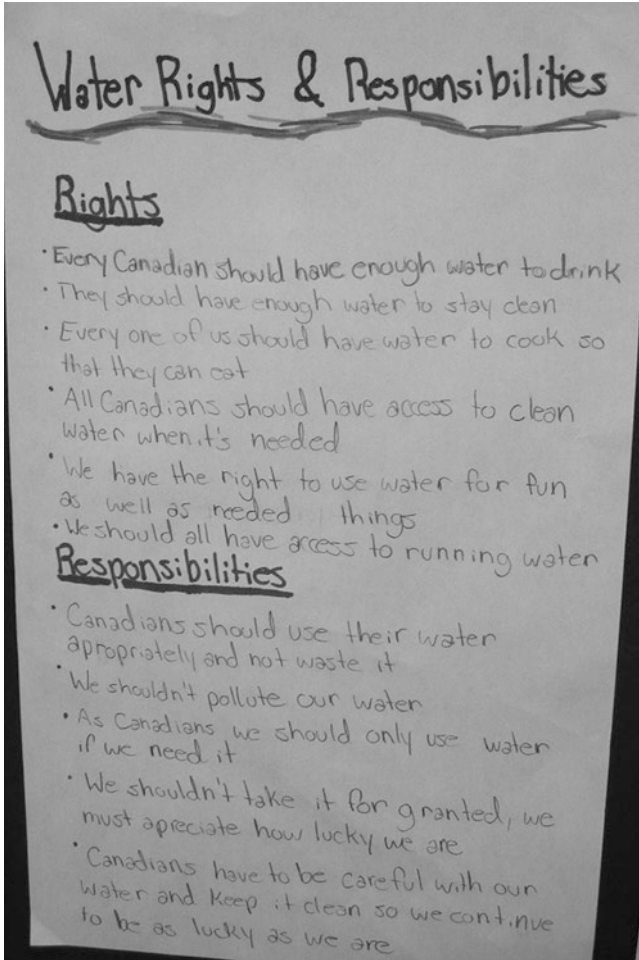 Water Rights & Responsibilities
Rights
· Every Canadian should have enough water to drink
· They should have enough water to stay clean
· Every one of us should have water to cook so
that they can eat
· All Canadians should have access to clean
water when it's needed
· We have the right to use water for fun
as well as needed things
· We should all have access to running water
Responsibilities
· Canadians should use their water
apropriately and not waste it
· We shouldn't pollute our water
· As Canadians we should only use water
if we need it
· We shouldn't take it for granted, we
must apreciate how lucky we are
· Canadians have to be careful with our
water and keep it clean so we continue
to be as lucky as we are